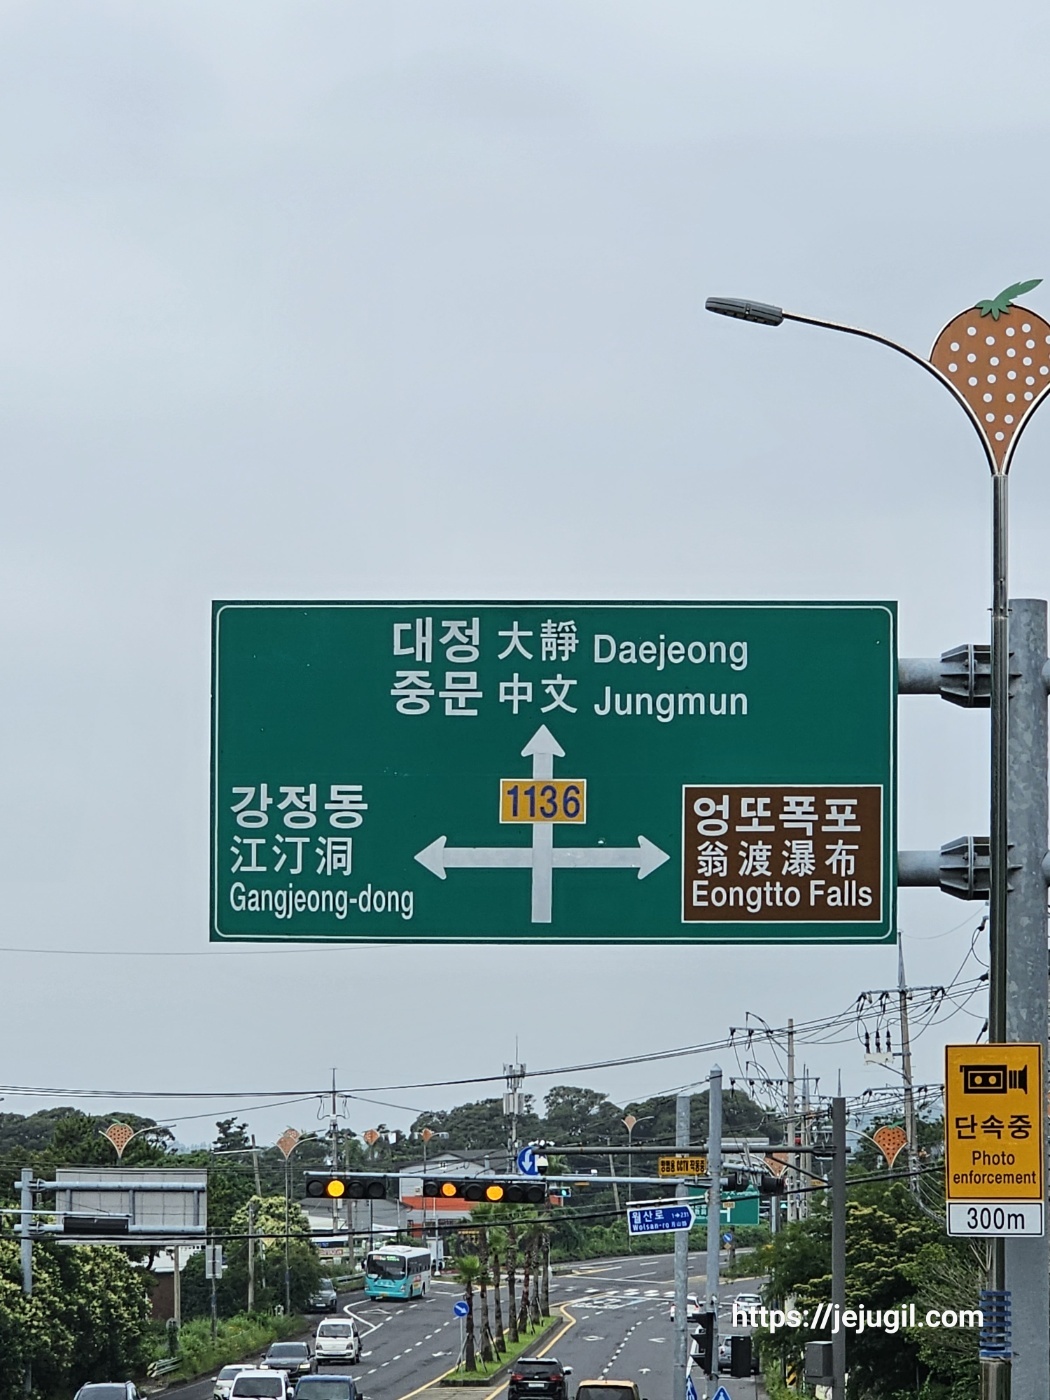 대정 大靜 Daejeong
중문 中文 Jungmun
1136
강정동
江汀洞
Gangjeong-dong
엉또폭포
翁渡瀑布
Eongtto Falls
단속중
Photo
enforcement
300m
월산로
Wolsan-ro
https://jejugil.com